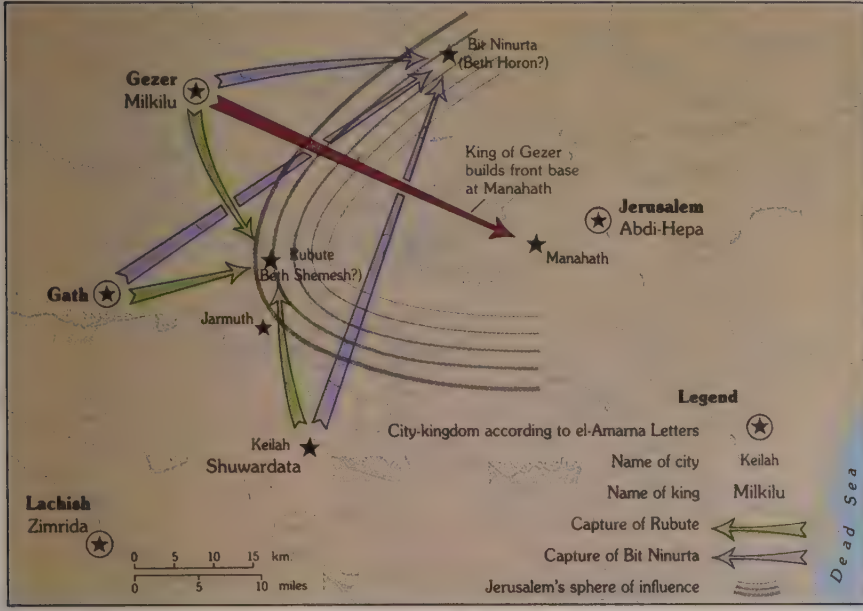 Bit Ninurta
(Beth Horon?)
Gezer
Milkilu
King of Gezer
builds front base
at Manahath
Jerusalem
Abdi-Hepa
Manahath
Rubute
(Beth Shemesh?)
Gath
Jarmuth
Keilah
Shuwardata
Lachish
Zimrida
0 5 10 15 km.
0 5 10 miles
Legend
City-kingdom according to el-Amarna Letters
Name of city Keilah
Name of king Milkilu
Capture of Rubute
Capture of Bit Ninurta
Jerusalem's sphere of influence
Dead Sea